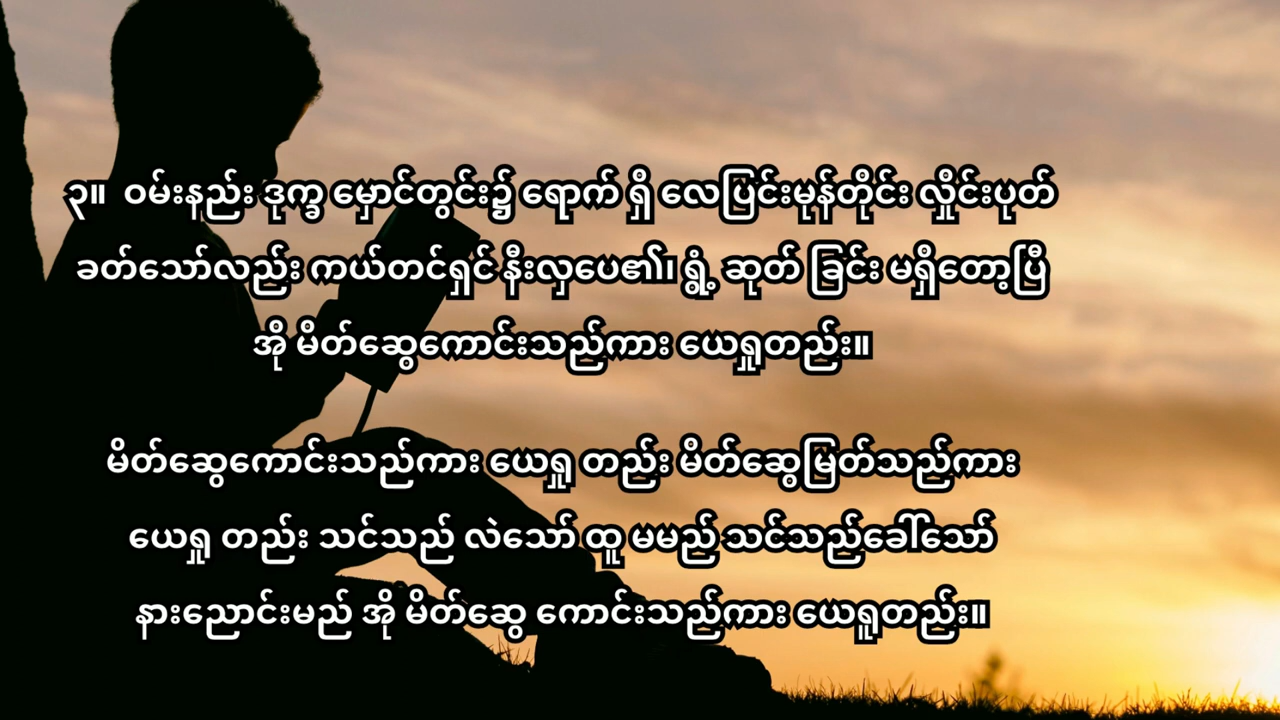 ၃။ ဝမ်းနည်း ဒုက္ခ မှောင်တွင်း၌ ရောက် ရှိ လေပြင်းမုန်တိုင်း လှိုင်းပုတ်
ခတ်သော်လည်း ကယ်တင်ရှင် နီးလှပေ၏၊ ရွံ့ ဆုတ် ခြင်း မရှိတော့ပြီ
အို မိတ်ဆွေကောင်းသည်ကား ယေရှုတည်း။
မိတ်ဆွေကောင်းသည်ကား ယေရှု တည်း မိတ်ဆွေမြတ်သည်ကား
ယေရှု တည်း သင်သည် လဲသော် ထူ မမည် သင်သည်ခေါ်သော်
နားညောင်းမည် အို မိတ်ဆွေ ကောင်းသည်ကား ယေရူတည်း။